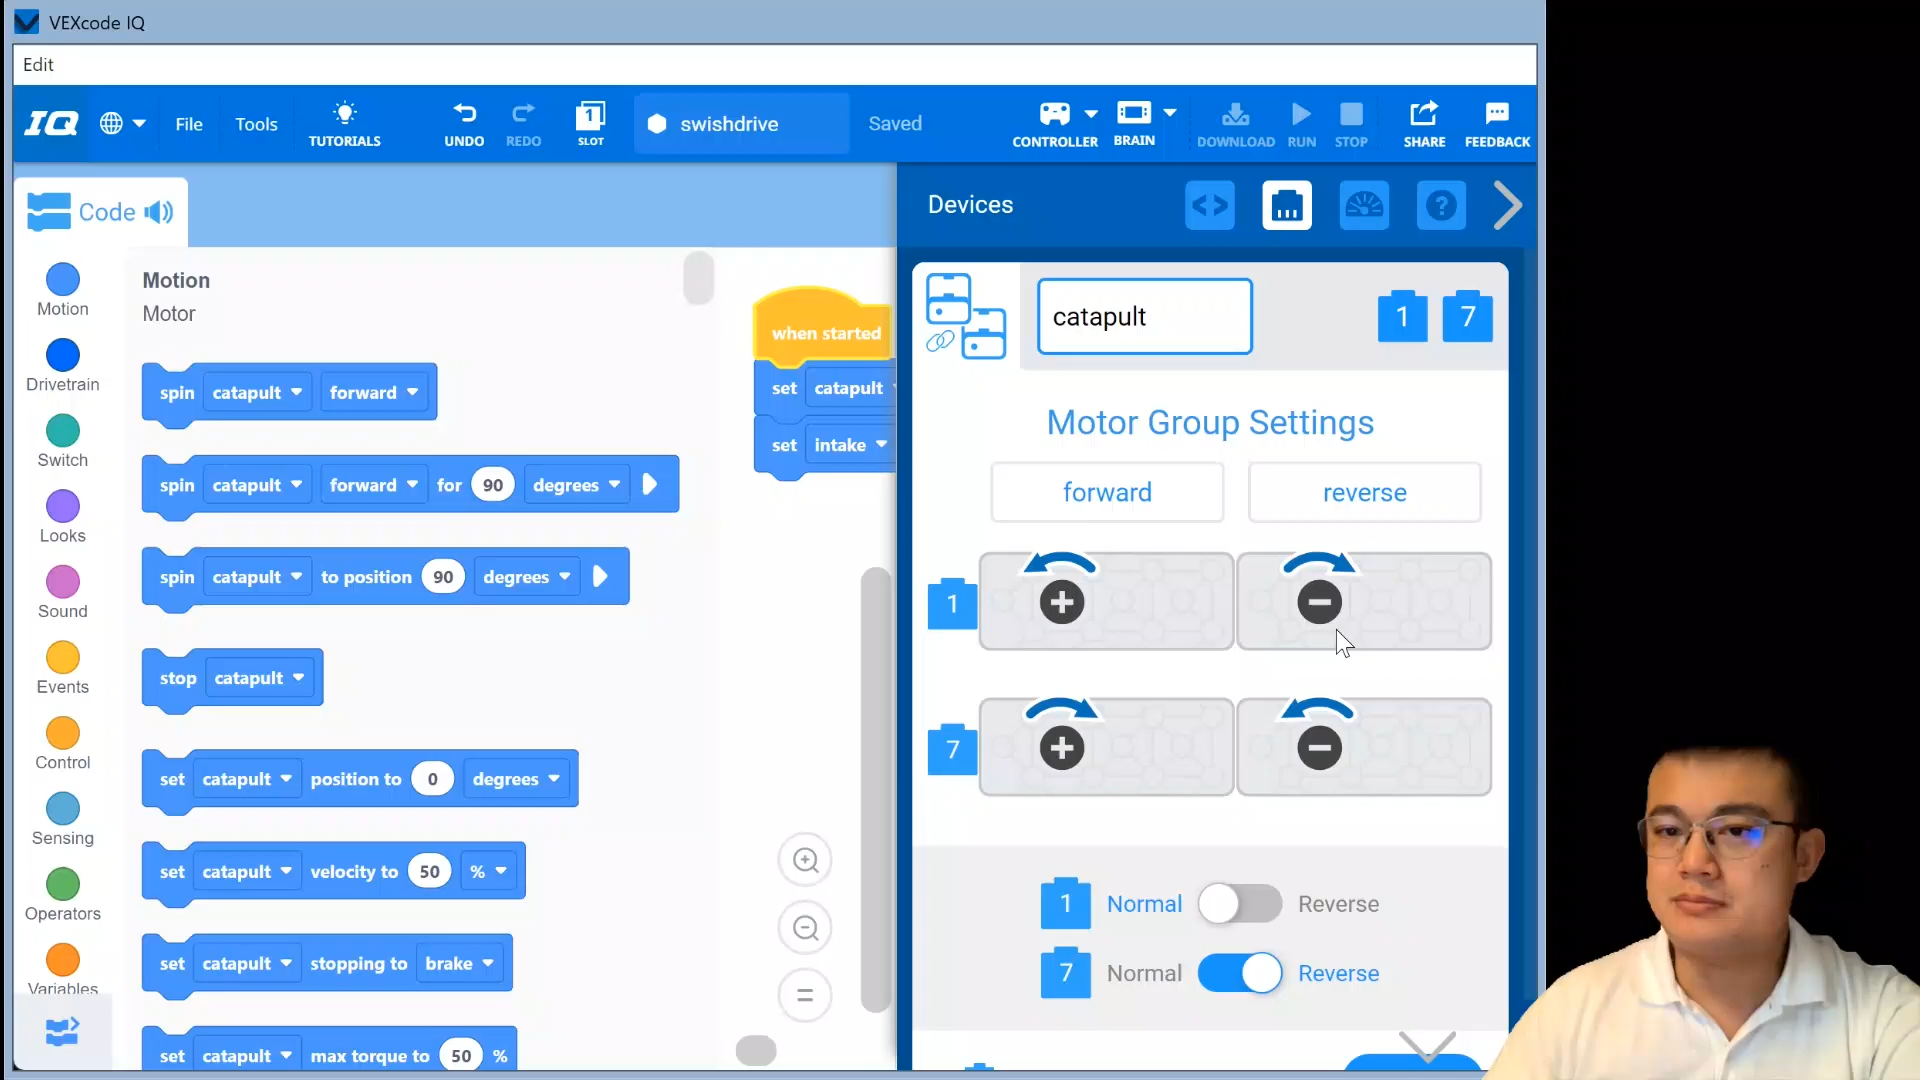 VEXcode IQ
Edit
IQ File Tools TUTORIALS UNDO REDO 1 SLOT swishdrive Saved CONTROLLER BRAIN DOWNLOAD RUN STOP SHARE FEEDBACK
Code
Devices
Motion
Drivetrain
Switch
Looks
Sound
Events
Control
Sensing
Operators
Variables
Motion
Motor
spin catapult forward
spin catapult forward for 90 degrees
spin catapult to position 90 degrees
stop catapult
set catapult position to 0 degrees
set catapult velocity to 50 %
set catapult stopping to brake
set catapult max torque to 50 %
when started
set catapult
set intake
catapult 1 7
Motor Group Settings
forward reverse
1
7
1 Normal Reverse
7 Normal Reverse